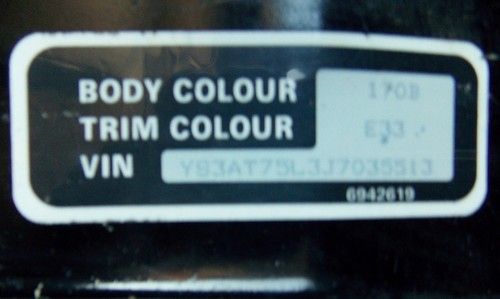 BODY COLOUR 170B
TRIM COLOUR E33
VIN YS3AT75L3J7035513
6942619